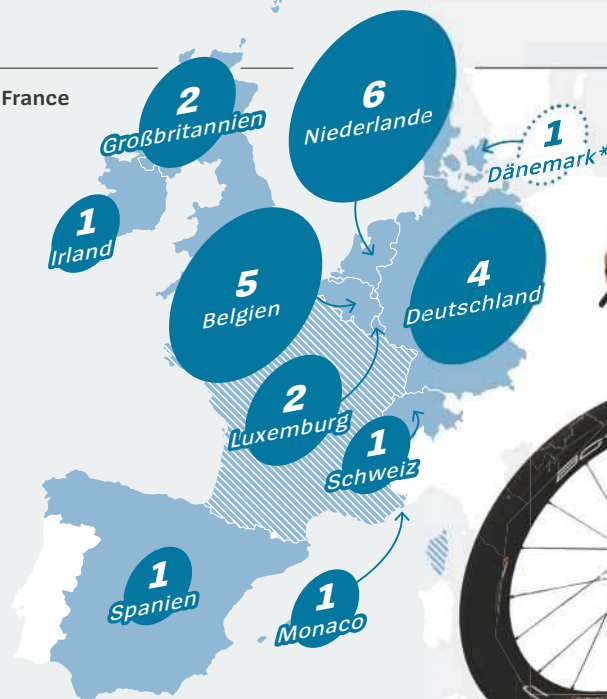 France
2
Großbritannien
6
Niederlande
1
Dänemark*
1
Irland
5
Belgien
4
Deutschland
2
Luxemburg
1
Schweiz
1
Spanien
1
Monaco